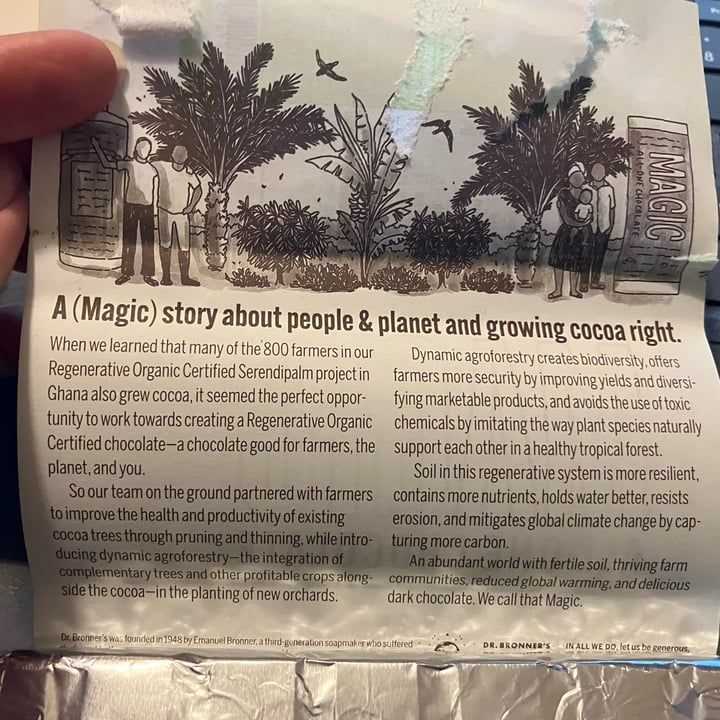 MAGIC
A (Magic) story about people & planet and growing cocoa right.
When we learned that many of the 800 farmers in our
Regenerative Organic Certified Serendipalm project in
Ghana also grew cocoa, it seemed the perfect oppor-
tunity to work towards creating a Regenerative Organic
Certified chocolate—a chocolate good for farmers, the
planet, and you.
So our team on the ground partnered with farmers
to improve the health and productivity of existing
cocoa trees through pruning and thinning, while intro-
ducing dynamic agroforestry—the integration of
complementary trees and other profitable crops along-
side the cocoa—in the planting of new orchards.
Dynamic agroforestry creates biodiversity, offers
farmers more security by improving yields and diversi-
fying marketable products, and avoids the use of toxic
chemicals by imitating the way plant species naturally
support each other in a healthy tropical forest.
Soil in this regenerative system is more resilient,
contains more nutrients, holds water better, resists
erosion, and mitigates global climate change by cap-
turing more carbon.
An abundant world with fertile soil, thriving farm
communities, reduced global warming, and delicious
dark chocolate. We call that Magic.
Dr. Bronner's was founded in 1948 by Emanuel Bronner, a third-generation soapmaker who suffered
DR. BRONNER'S
IN ALL WE DO, let us be generous,